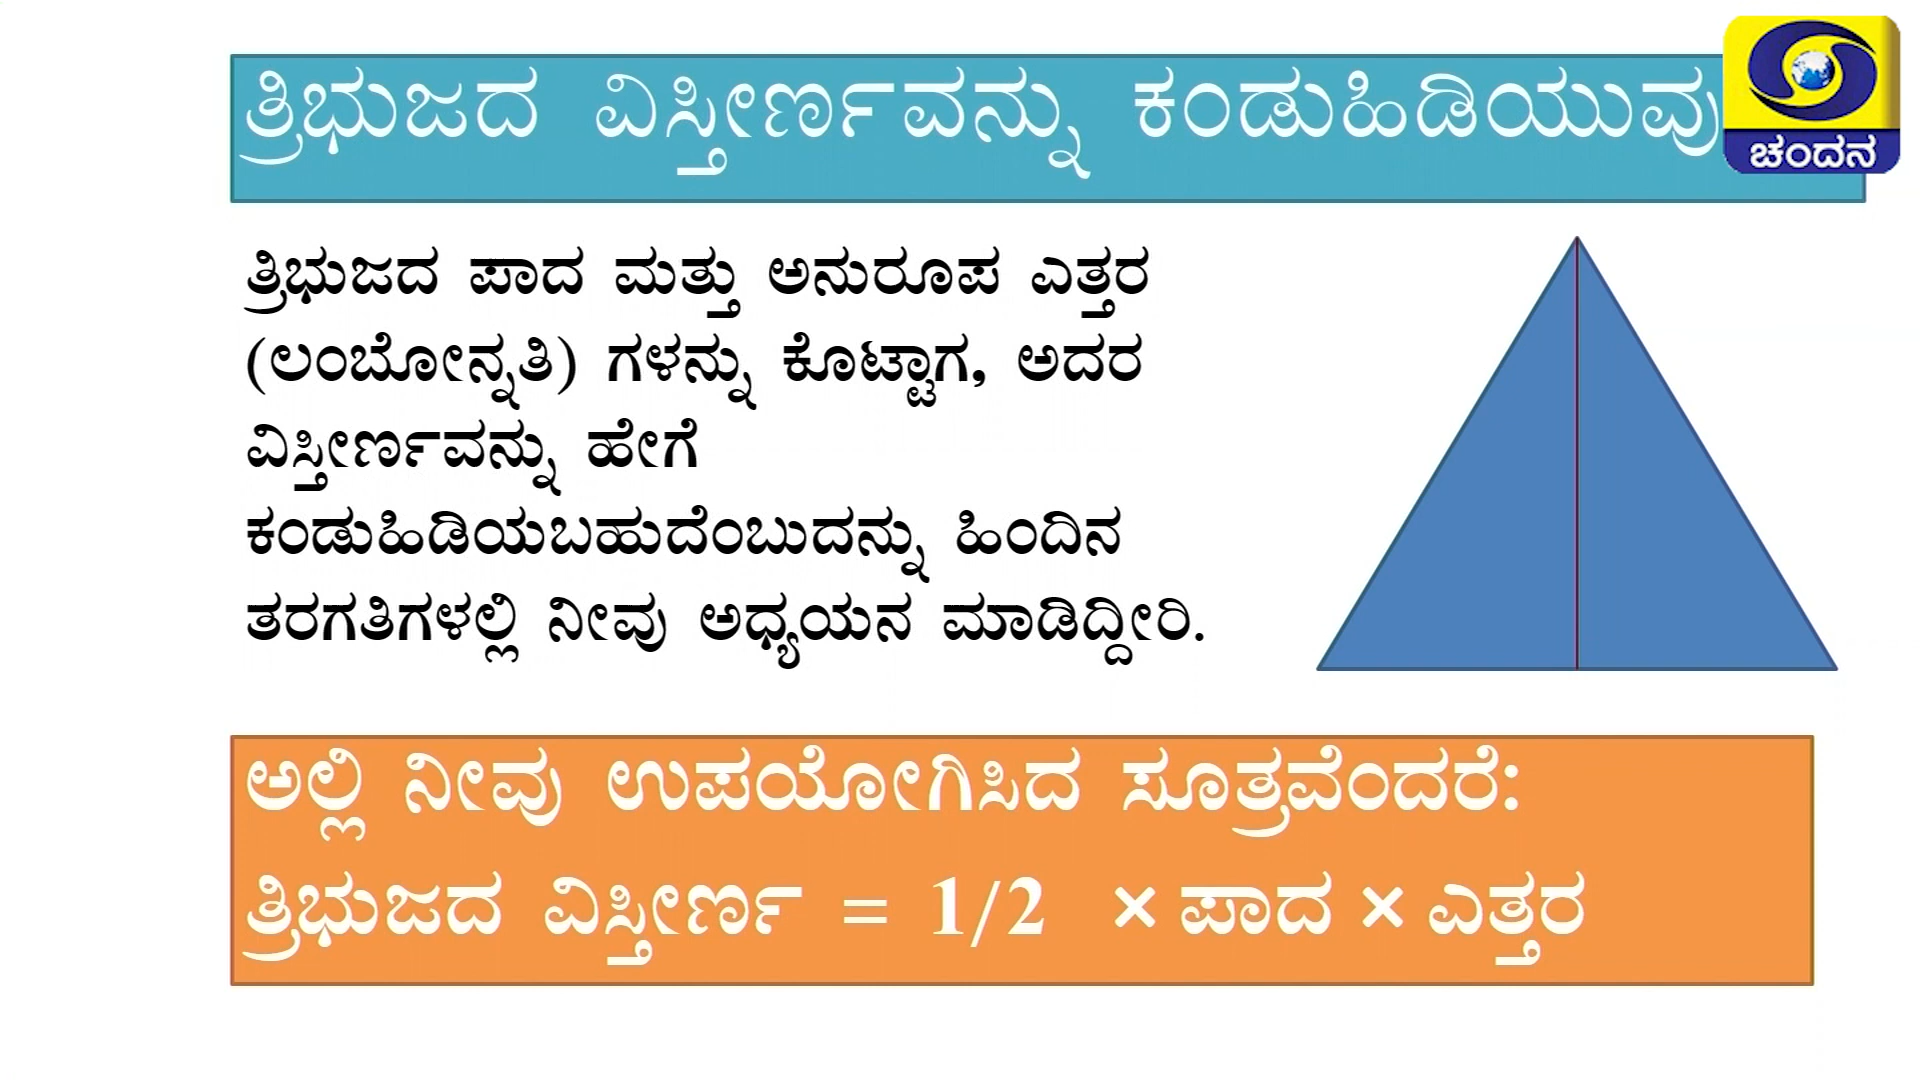 ತ್ರಿಭುಜದ ವಿಸ್ತೀರ್ಣವನ್ನು ಕಂಡುಹಿಡಿಯುವು
ಚಂದನ
ತ್ರಿಭುಜದ ಪಾದ ಮತ್ತು ಅನುರೂಪ ಎತ್ತರ
(ಲಂಬೋನ್ನತಿ) ಗಳನ್ನು ಕೊಟ್ಟಾಗ, ಅದರ
ವಿಸ್ತೀರ್ಣವನ್ನು ಹೇಗೆ
ಕಂಡುಹಿಡಿಯಬಹುದೆಂಬುದನ್ನು ಹಿಂದಿನ
ತರಗತಿಗಳಲ್ಲಿ ನೀವು ಅಧ್ಯಯನ ಮಾಡಿದ್ದೀರಿ.
ಅಲ್ಲಿ ನೀವು ಉಪಯೋಗಿಸಿದ ಸೂತ್ರವೆಂದರೆ:
ತ್ರಿಭುಜದ ವಿಸ್ತೀರ್ಣ = 1/2 × ಪಾದ × ಎತ್ತರ